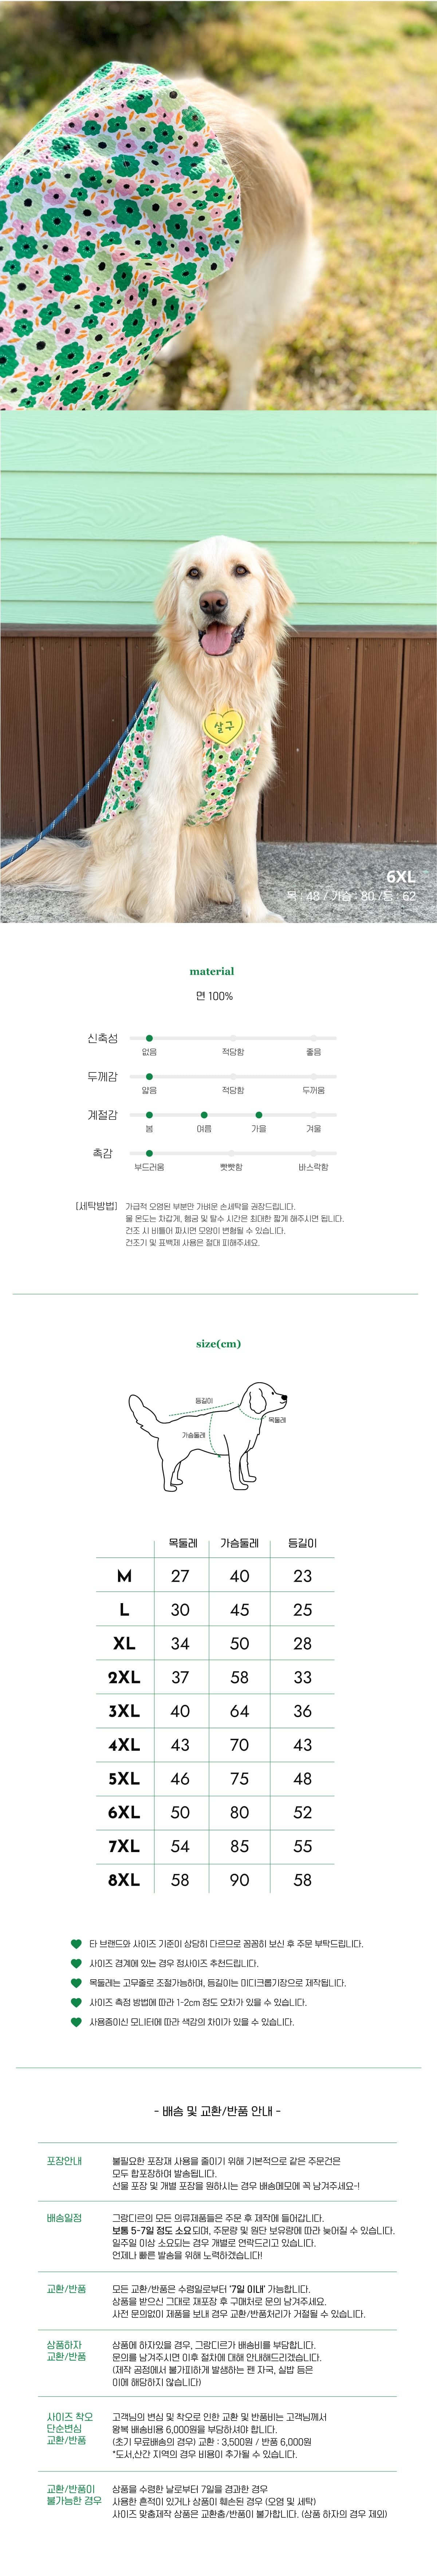 살구
6XL
목 : 48 / 가슴 : 80 / 등 : 62
material
면 100%
신축성
없음 적당함 좋음
두께감
얇음 적당함 두꺼움
계절감
봄 여름 가을 겨울
촉감
부드러움 빳빳함 바스락함
[세탁방법] 가급적 오염된 부분만 가벼운 손세탁을 권장드립니다.
물 온도는 차갑게, 헹굼 및 탈수 시간은 최대한 짧게 해주시면 됩니다.
건조 시 비틀어 짜시면 모양이 변형될 수 있습니다.
건조기 및 표백제 사용은 절대 피해주세요.
size(cm)
등길이
목둘레
가슴둘레
목둘레 가슴둘레 등길이
M 27 40 23
L 30 45 25
XL 34 50 28
2XL 37 58 33
3XL 40 64 36
4XL 43 70 43
5XL 46 75 48
6XL 50 80 52
7XL 54 85 55
8XL 58 90 58
타 브랜드와 사이즈 기준이 상당히 다르므로 꼼꼼히 보신 후 주문 부탁드립니다.
사이즈 경계에 있는 경우 정사이즈 추천드립니다.
목둘레는 고무줄로 조절가능하며, 등길이는 미디크롭기장으로 제작됩니다.
사이즈 측정 방법에 따라 1-2cm 정도 오차가 있을 수 있습니다.
사용중이신 모니터에 따라 색감의 차이가 있을 수 있습니다.
- 배송 및 교환/반품 안내 -
포장안내
불필요한 포장재 사용을 줄이기 위해 기본적으로 같은 주문건은
모두 합포장하여 발송됩니다.
선물 포장 및 개별 포장을 원하시는 경우 배송메모에 꼭 남겨주세요~!
배송일정
그랑디르의 모든 의류제품들은 주문 후 제작에 들어갑니다.
보통 5-7일 정도 소요되며, 주문량 및 원단 보유량에 따라 늦어질 수 있습니다.
일주일 이상 소요되는 경우 개별로 연락드리고 있습니다.
언제나 빠른 발송을 위해 노력하겠습니다!
교환/반품
모든 교환/반품은 수령일로부터 '7일 이내' 가능합니다.
상품을 받으신 그대로 재포장 후 구매처로 문의 남겨주세요.
사전 문의없이 제품을 보내 경우 교환/반품처리가 거절될 수 있습니다.
상품하자
교환/반품
상품에 하자있을 경우, 그랑디르가 배송비를 부담합니다.
문의를 남겨주시면 이후 절차에 대해 안내해드리겠습니다.
(제작 공정에서 불가피하게 발생하는 펜 자국, 실밥 등은
이에 해당하지 않습니다)
사이즈 착오
단순변심
교환/반품
고객님의 변심 및 착오로 인한 교환 및 반품비는 고객님께서
왕복 배송비용 6,000원을 부담하셔야 합니다.
(초기 무료배송의 경우) 교환 : 3,500원 / 반품 6,000원
*도서,산간 지역의 경우 비용이 추가될 수 있습니다.
교환/반품이
불가능한 경우
상품을 수령한 날로부터 7일을 경과한 경우
사용한 흔적이 있거나 상품이 훼손된 경우 (오염 및 세탁)
사이즈 맞춤제작 상품은 교환춤/반품이 불가합니다. (상품 하자의 경우 제외)